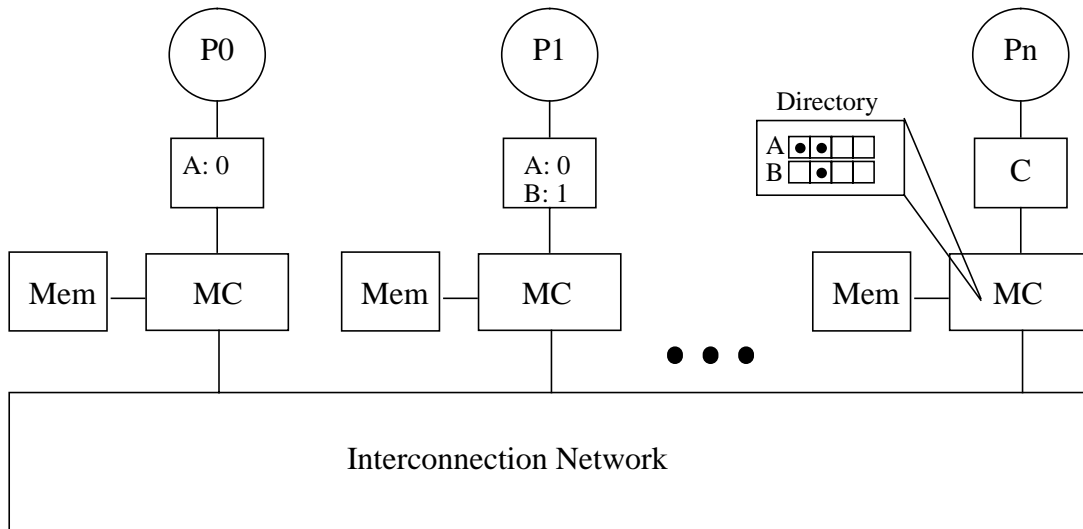 P0
P1
Pn
Directory
A
B
A: 0
A: 0
B: 1
C
Mem
MC
Mem
MC
Mem
MC
Interconnection Network